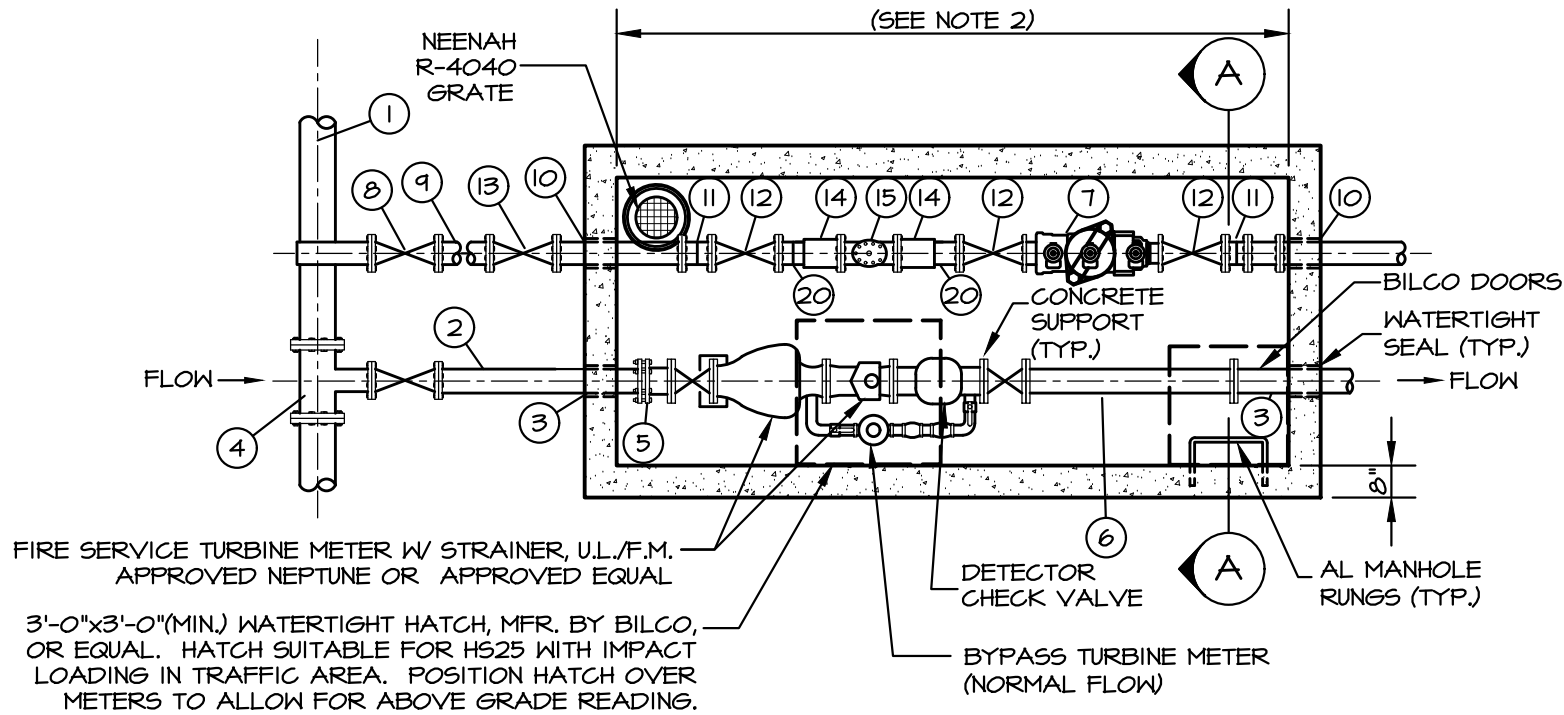 (SEE NOTE 2)
NEENAH
R-4040
GRATE
A
1
8
9
13
10
11
12
14
15
14
12
7
12
11
10
20
20
CONCRETE
SUPPORT
(TYP.)
BILCO DOORS
WATERTIGHT
SEAL (TYP.)
2
FLOW
FLOW
4
3
5
3
8"
6
FIRE SERVICE TURBINE METER W/ STRAINER, U.L./F.M.
APPROVED NEPTUNE OR APPROVED EQUAL
DETECTOR
CHECK VALVE
A
AL MANHOLE
RUNGS (TYP.)
3'-0"x3'-0"(MIN.) WATERTIGHT HATCH, MFR. BY BILCO,
OR EQUAL. HATCH SUITABLE FOR HS25 WITH IMPACT
LOADING IN TRAFFIC AREA. POSITION HATCH OVER
METERS TO ALLOW FOR ABOVE GRADE READING.
BYPASS TURBINE METER
(NORMAL FLOW)